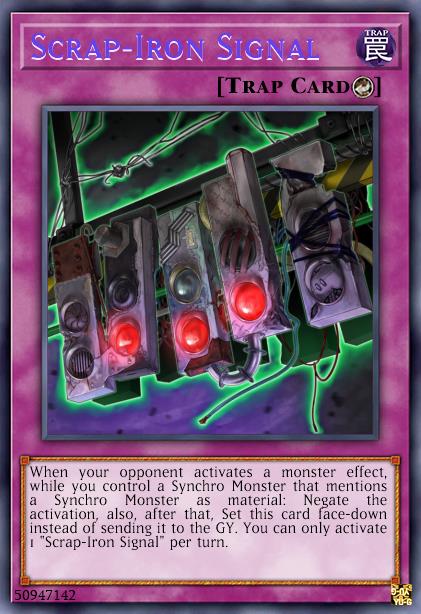 Scrap-Iron Signal
TRAP
罠
[Trap Card]
When your opponent activates a monster effect,
while you control a Synchro Monster that mentions
a Synchro Monster as material: Negate the
activation, also, after that, Set this card face-down
instead of sending it to the GY. You can only activate
1 "Scrap-Iron Signal" per turn.
50947142